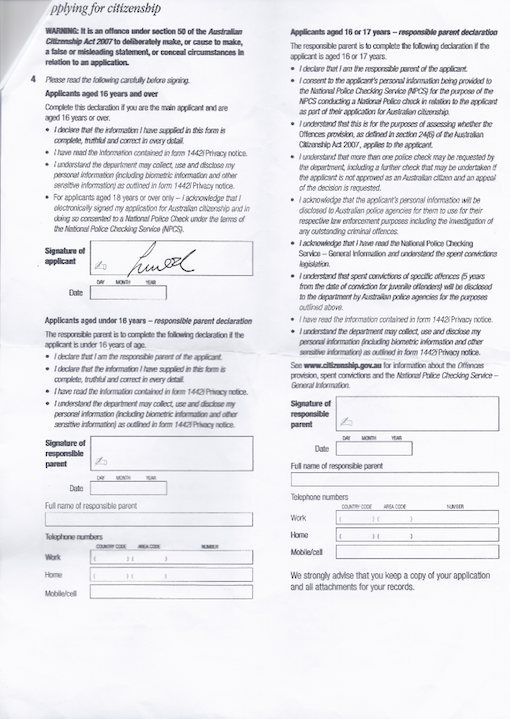 pplying for citizenship
WARNING: It is an offence under section 50 of the Australian
Citizenship Act 2007 to deliberately make, or cause to make,
a false or misleading statement, or conceal circumstances in
relation to an application.
4 Please read the following carefully before signing.
Applicants aged 16 years and over
Complete this declaration if you are the main applicant and are
aged 16 years or over.
• I declare that the information I have supplied in this form is
complete, truthful and correct in every detail.
• I have read the information contained in form 1442i Privacy notice.
• I understand the department may collect, use and disclose my
personal information (including biometric information and other
sensitive information) as outlined in form 1442i Privacy notice.
• For applicants aged 18 years or over only – I acknowledge that I
electronically signed my application for Australian citizenship and in
doing so consented to a National Police Check under the terms of
the National Police Checking Service (NPCS).
Signature of
applicant
DAY MONTH YEAR
Date
Applicants aged under 16 years – responsible parent declaration
The responsible parent is to complete the following declaration if the
applicant is under 16 years of age.
• I declare that I am the responsible parent of the applicant.
• I declare that the information I have supplied in this form is
complete, truthful and correct in every detail.
• I have read the information contained in form 1442i Privacy notice.
• I understand the department may collect, use and disclose my
personal information (including biometric information and other
sensitive information) as outlined in form 1442i Privacy notice.
Signature of
responsible
parent
DAY MONTH YEAR
Date
Full name of responsible parent
Telephone numbers
COUNTRY CODE AREA CODE NUMBER
Work ( ) ( )
Home ( ) ( )
Mobile/cell
Applicants aged 16 or 17 years – responsible parent declaration
The responsible parent is to complete the following declaration if the
applicant is aged 16 or 17 years.
• I declare that I am the responsible parent of the applicant.
• I consent to the applicant's personal information being provided to
the National Police Checking Service (NPCS) for the purpose of the
NPCS conducting a National Police check in relation to the applicant
as part of their application for Australian citizenship.
• I understand that this is for the purposes of assessing whether the
Offences provision, as defined in section 24(6) of the Australian
Citizenship Act 2007, applies to the applicant.
• I understand that more than one police check may be requested by
the department, including a further check that may be undertaken if
the applicant is not approved as an Australian citizen and an appeal
of the decision is requested.
• I acknowledge that the applicant's personal information will be
disclosed to Australian police agencies for them to use for their
respective law enforcement purposes including the investigation of
any outstanding criminal offences.
• I acknowledge that I have read the National Police Checking
Service – General Information and understand the spent convictions
legislation.
• I understand that spent convictions of specific offences (5 years
from the date of conviction for juvenile offenders) will be disclosed
to the department by Australian police agencies for the purposes
outlined above.
• I have read the information contained in form 1442i Privacy notice.
• I understand the department may collect, use and disclose my
personal information (including biometric information and other
sensitive information) as outlined in form 1442i Privacy notice.
See www.citizenship.gov.au for information about the Offences
provision, spent convictions and the National Police Checking Service –
General Information.
Signature of
responsible
parent
DAY MONTH YEAR
Date
Full name of responsible parent
Telephone numbers
COUNTRY CODE AREA CODE NUMBER
Work ( ) ( )
Home ( ) ( )
Mobile/cell
We strongly advise that you keep a copy of your application
and all attachments for your records.